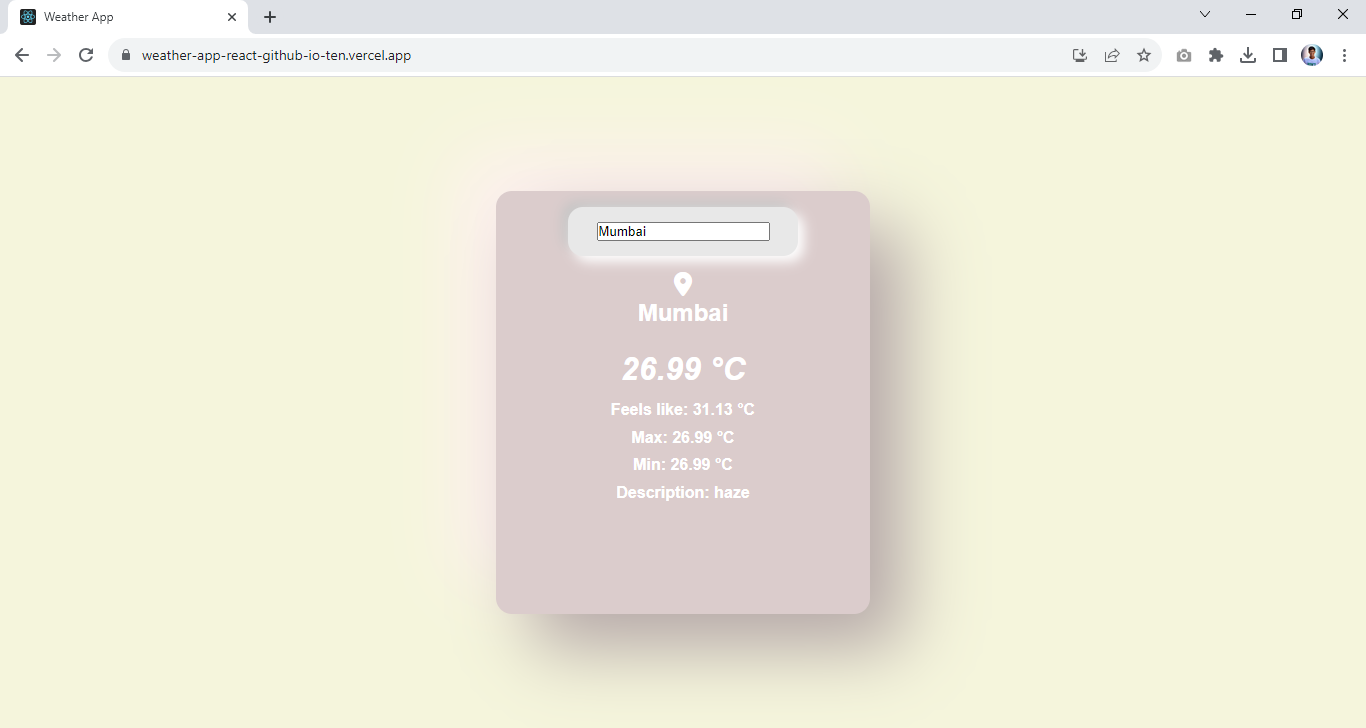 Weather App
weather-app-react-github-io-ten.vercel.app
Mumbai
Mumbai
26.99 °C
Feels like: 31.13 °C
Max: 26.99 °C
Min: 26.99 °C
Description: haze